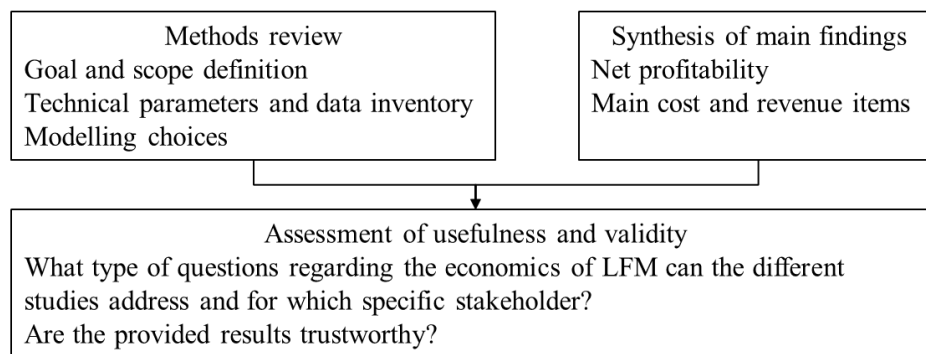 Methods review
Goal and scope definition
Technical parameters and data inventory
Modelling choices
Synthesis of main findings
Net profitability
Main cost and revenue items
Assessment of usefulness and validity
What type of questions regarding the economics of LFM can the different
studies address and for which specific stakeholder?
Are the provided results trustworthy?